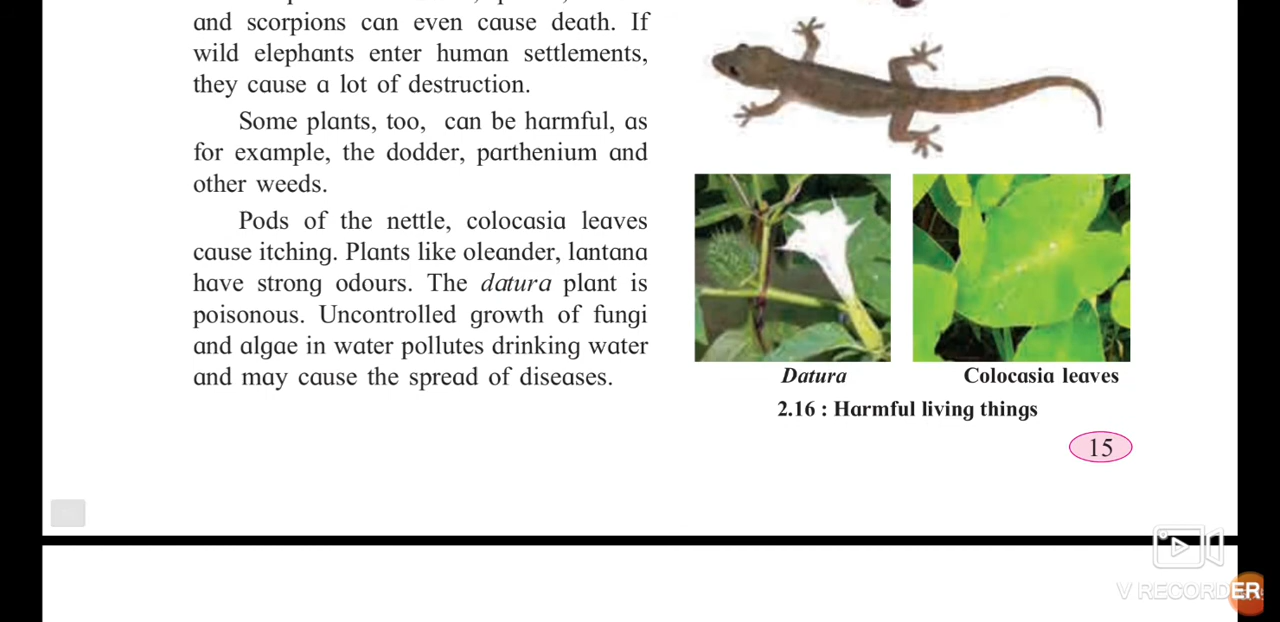 and scorpions can even cause death. If
wild elephants enter human settlements,
they cause a lot of destruction.
Some plants, too, can be harmful, as
for example, the dodder, parthenium and
other weeds.
Pods of the nettle, colocasia leaves
cause itching. Plants like oleander, lantana
have strong odours. The datura plant is
poisonous. Uncontrolled growth of fungi
and algae in water pollutes drinking water
and may cause the spread of diseases.
Datura
Colocasia leaves
2.16 : Harmful living things
15
V RECORDER